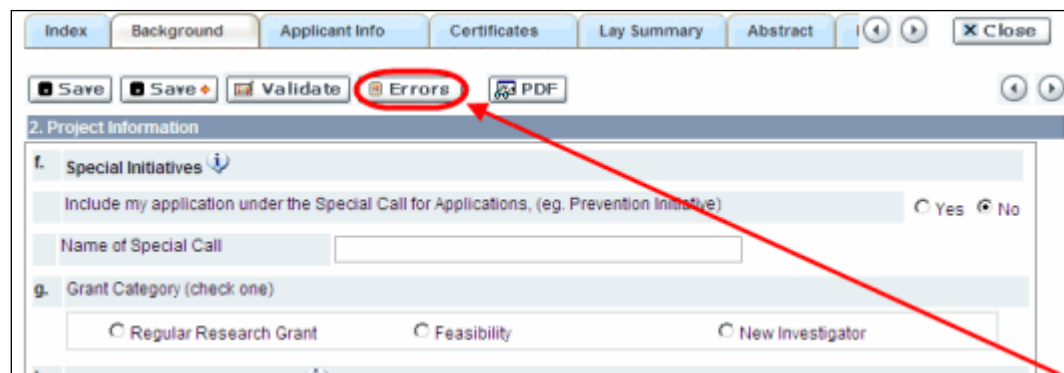 Index Background Applicant Info Certificates Lay Summary Abstract Close
Save Save Validate Errors PDF
2. Project Information
f. Special Initiatives
Include my application under the Special Call for Applications, (eg. Prevention Initiative) Yes No
Name of Special Call
g. Grant Category (check one)
Regular Research Grant Feasibility New Investigator